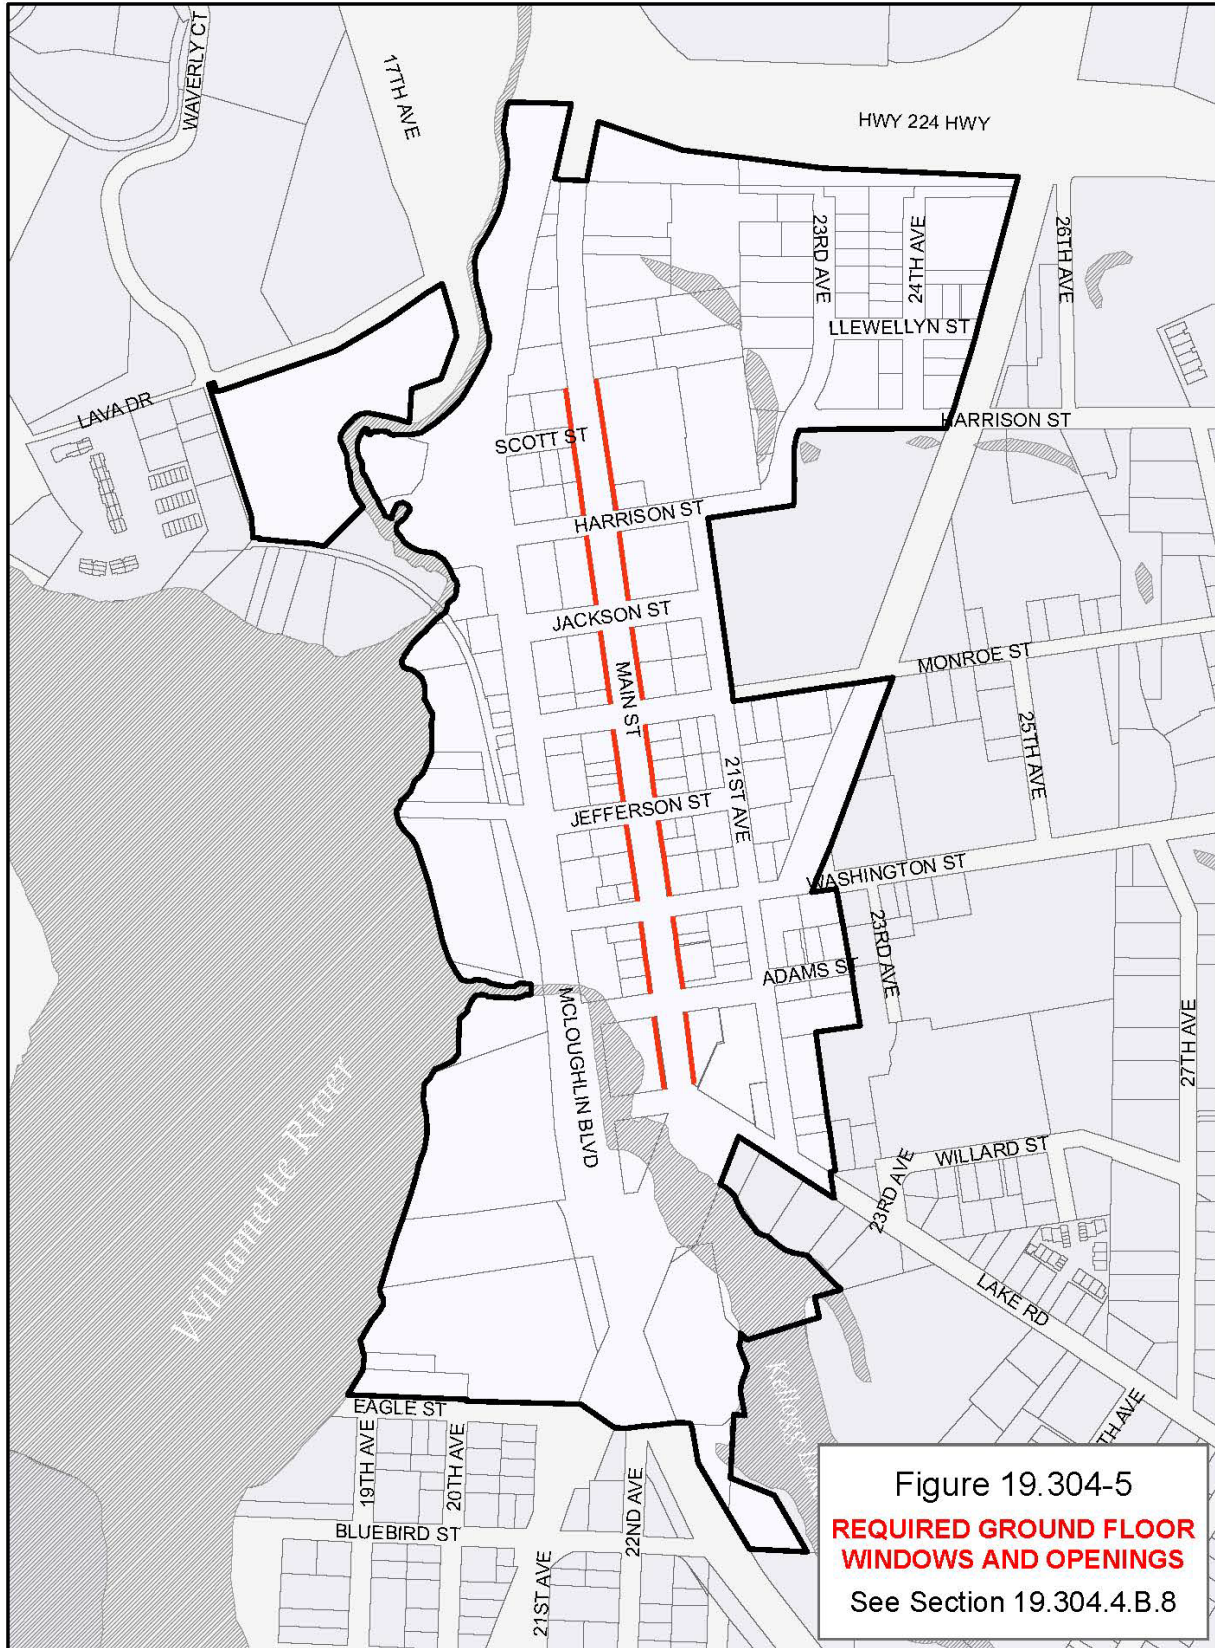 WAVERLY CT
17TH AVE
HWY 224 HWY
23RD AVE
24TH AVE
26TH AVE
LLEWELLYN ST
LAVA DR
SCOTT ST
HARRISON ST
HARRISON ST
JACKSON ST
MAIN ST
MONROE ST
25TH AVE
21ST AVE
JEFFERSON ST
WASHINGTON ST
23RD AVE
ADAMS ST
MCLOUGHLIN BLVD
27TH AVE
Willamette River
WILLARD ST
23RD AVE
LAKE RD
Kellogg
EAGLE ST
19TH AVE
20TH AVE
22ND AVE
TH AVE
BLUEBIRD ST
21ST AVE
Figure 19.304-5
REQUIRED GROUND FLOOR
WINDOWS AND OPENINGS
See Section 19.304.4.B.8